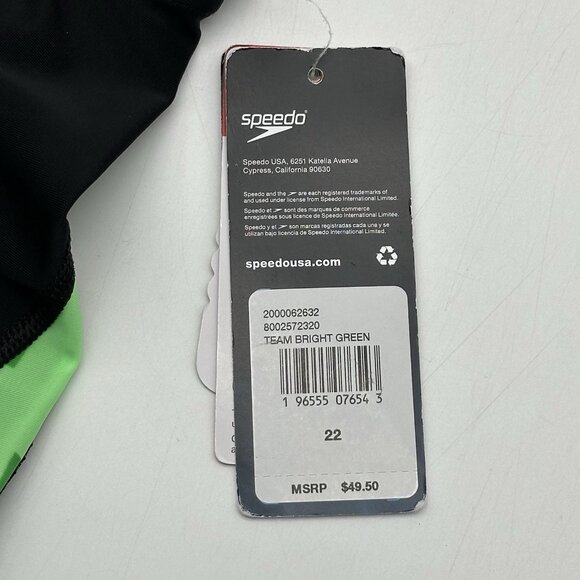 speedo
Speedo USA, 6251 Katella Avenue
Cypress, California 90630
Speedo and the are each registered trademarks of
and used under license from Speedo International Limited.
Speedo et sont des marques de commerce
enregistrées sous licence de Speedo International Limitée.
Speedo y el son marcas registradas cada una y se
utilizan bajo licencia de Speedo International Limited.
speedousa.com
2000062632
8002572320
TEAM BRIGHT GREEN
1 96555 07654 3
22
MSRP $49.50